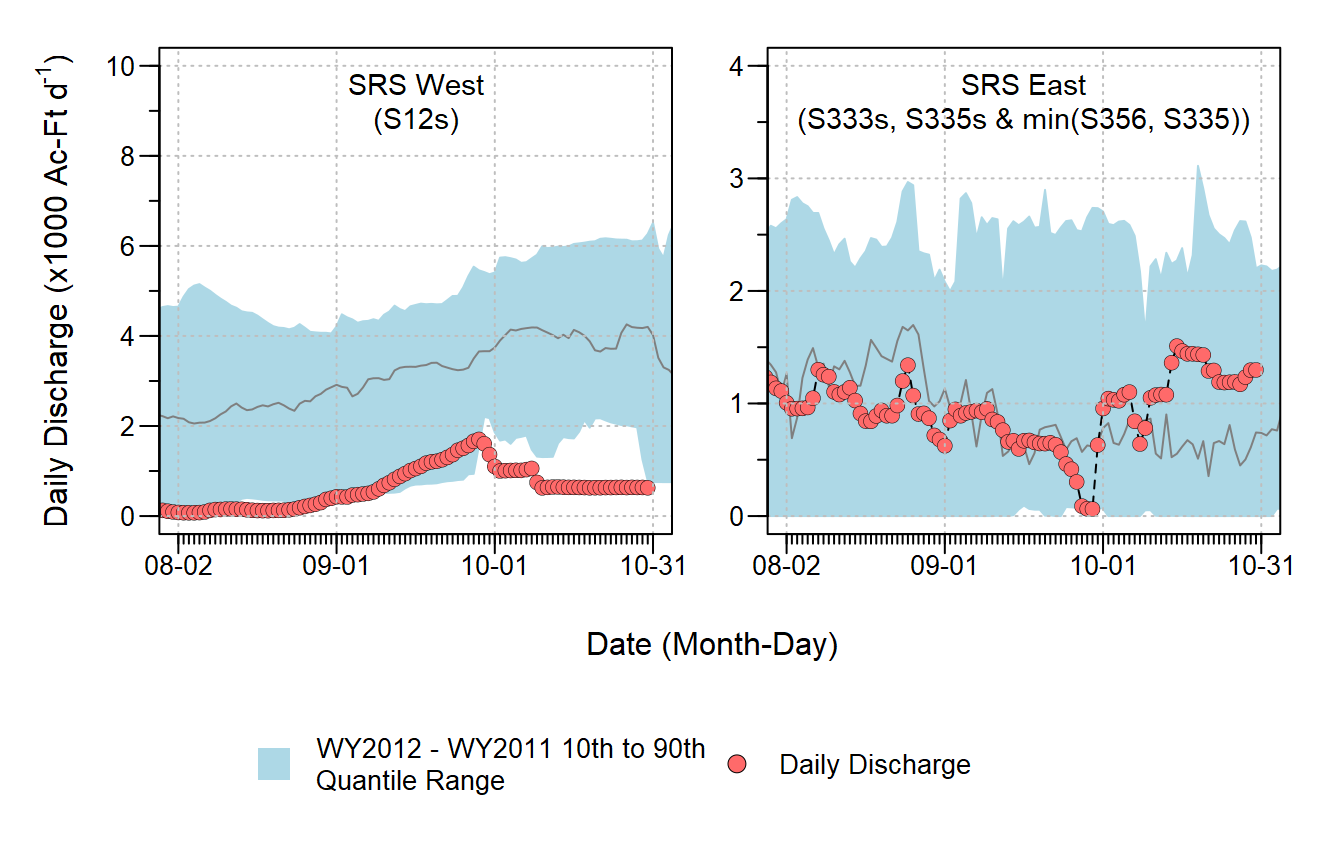 Daily Discharge (x1000 Ac-Ft d-1)
SRS West
(S12s)
10
8
6
4
2
0
08-02 09-01 10-01 10-31
SRS East
(S333s, S335s & min(S356, S335))
4
3
2
1
0
08-02 09-01 10-01 10-31
Date (Month-Day)
WY2012 - WY2011 10th to 90th
Quantile Range
Daily Discharge